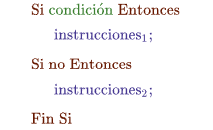 Si condición Entonces
instrucciones₁;
Si no Entonces
instrucciones₂;
Fin Si